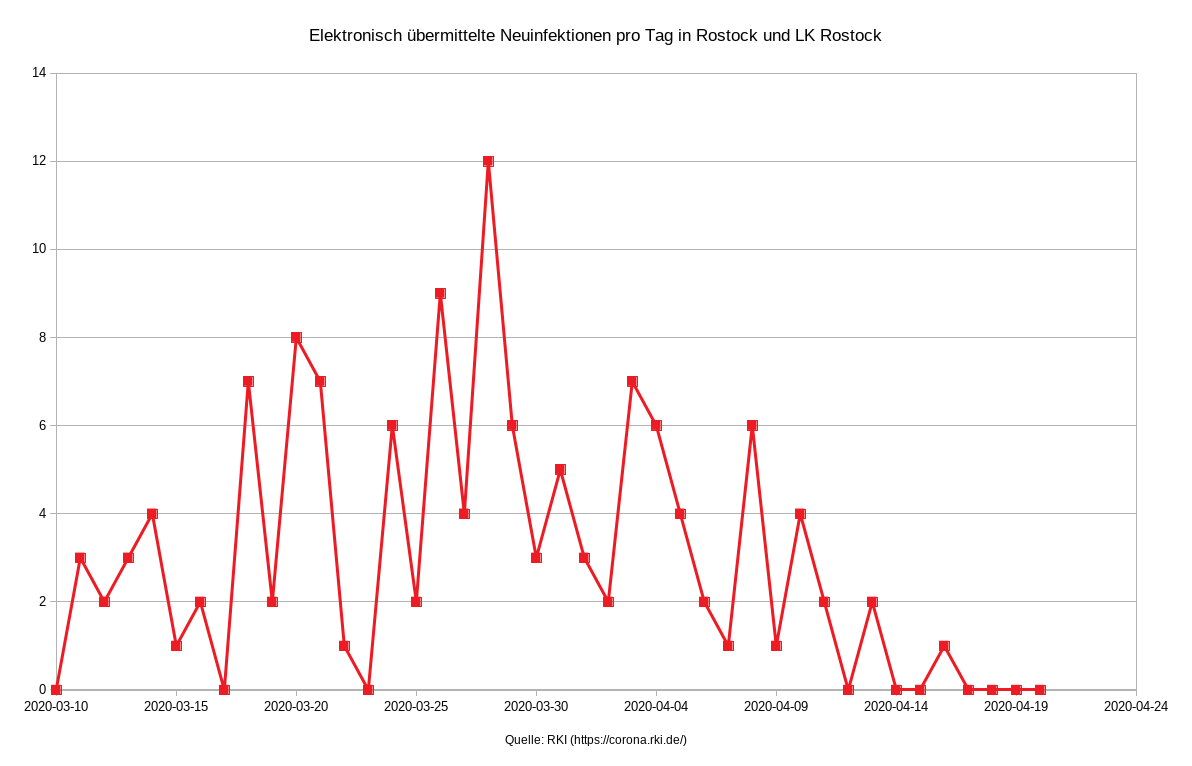 Elektronisch übermittelte Neuinfektionen pro Tag in Rostock und LK Rostock
14
12
10
8
6
4
2
0
2020-03-10 2020-03-15 2020-03-20 2020-03-25 2020-03-30 2020-04-04 2020-04-09 2020-04-14 2020-04-19 2020-04-24
Quelle: RKI (https://corona.rki.de/)